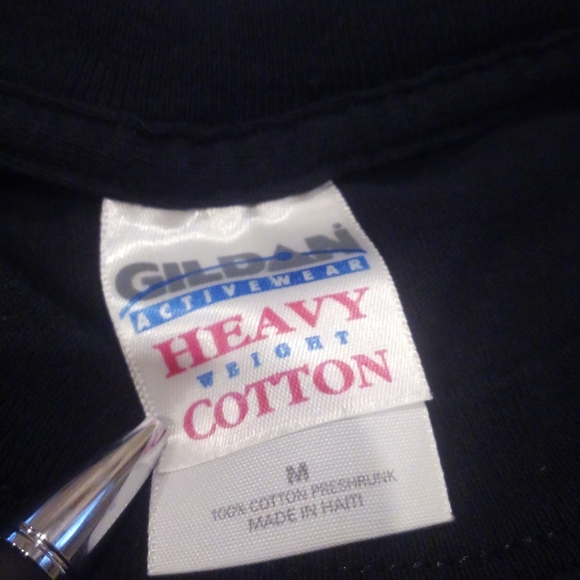 GILDAN
ACTIVEWEAR
HEAVY
WEIGHT
COTTON
M
100% COTTON PRESHRUNK
MADE IN HAITI